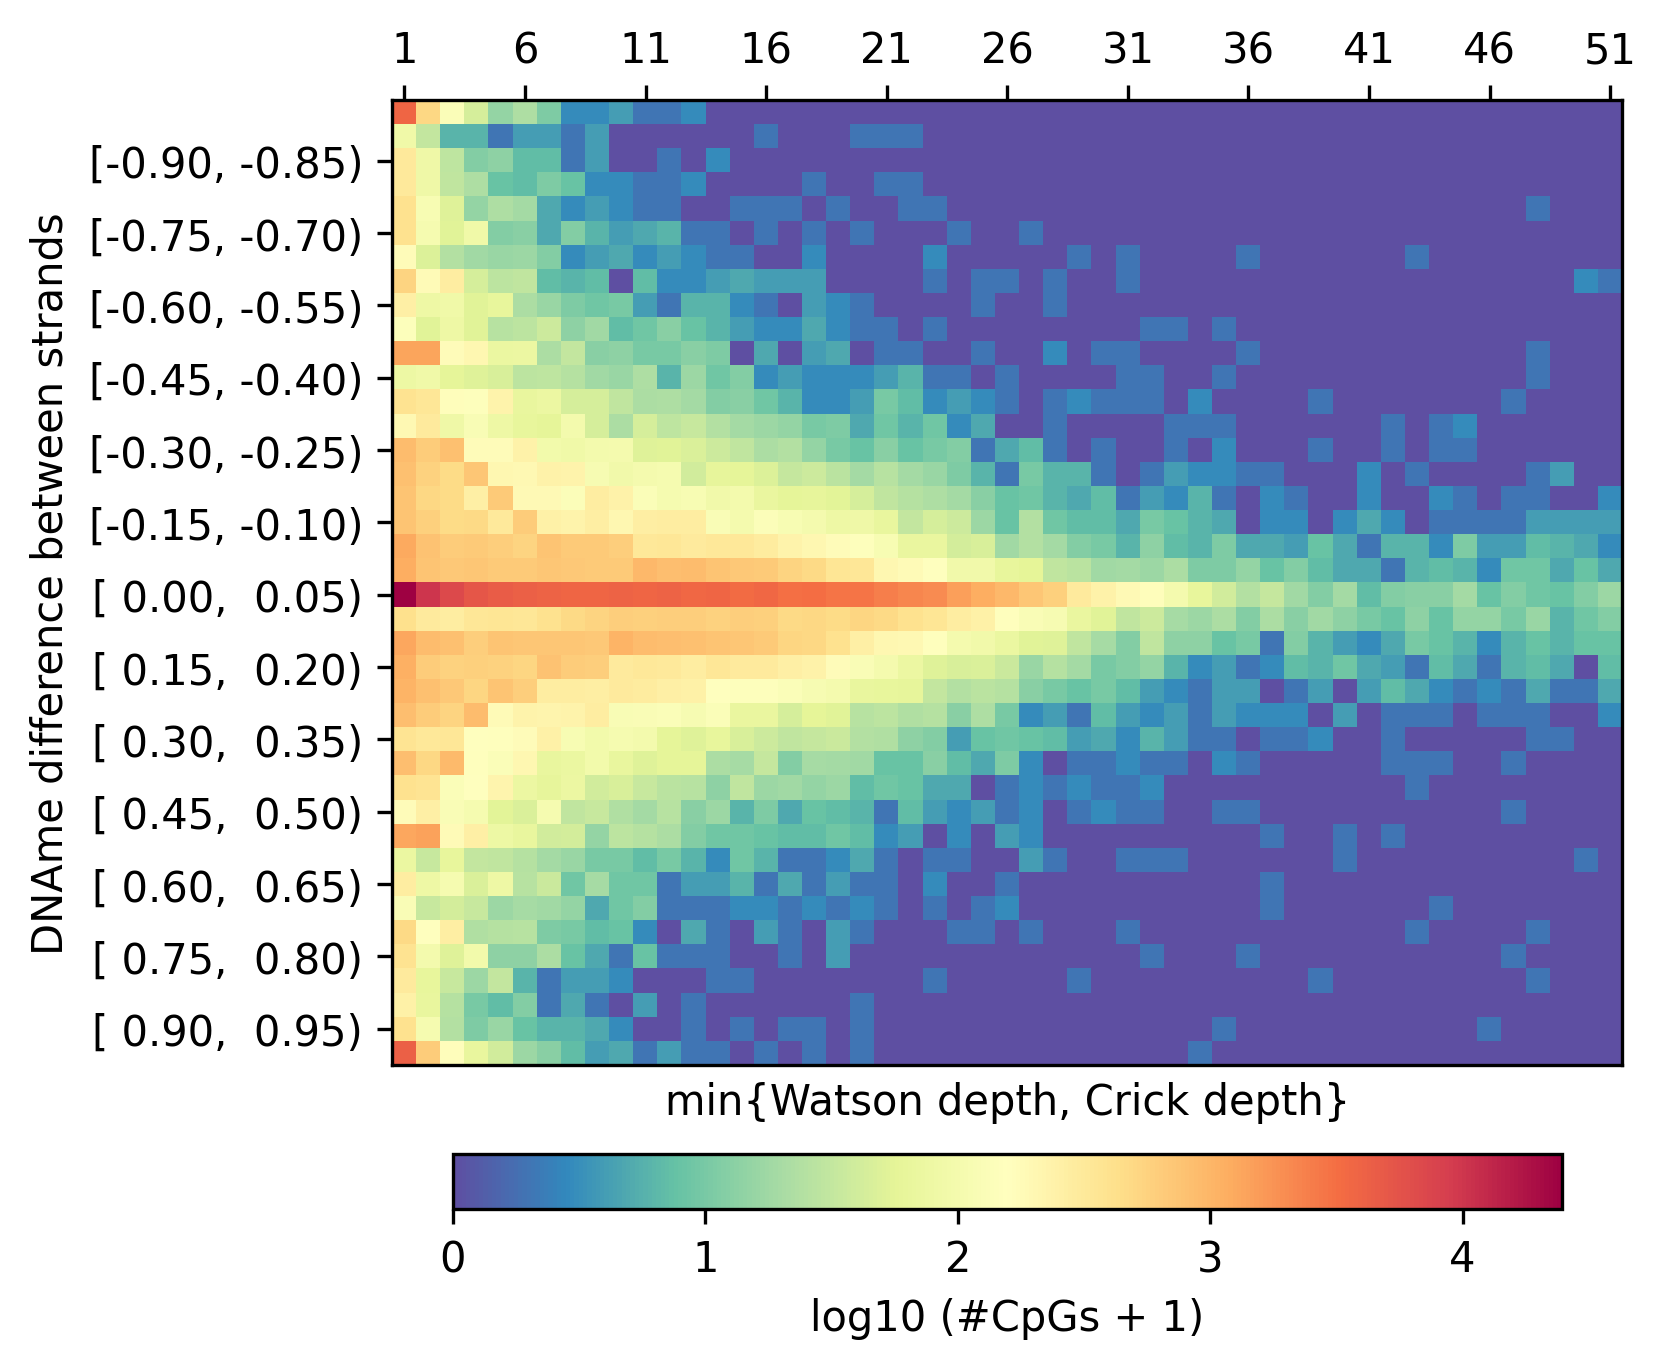 1 6 11 16 21 26 31 36 41 46 51
DNAme difference between strands
[-0.90, -0.85)
[-0.75, -0.70)
[-0.60, -0.55)
[-0.45, -0.40)
[-0.30, -0.25)
[-0.15, -0.10)
[ 0.00, 0.05)
[ 0.15, 0.20)
[ 0.30, 0.35)
[ 0.45, 0.50)
[ 0.60, 0.65)
[ 0.75, 0.80)
[ 0.90, 0.95)
min{Watson depth, Crick depth}
0 1 2 3 4
log10 (#CpGs + 1)